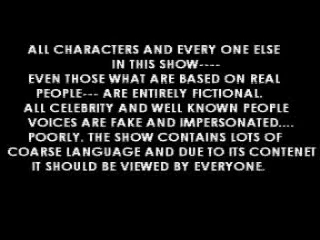 ALL CHARACTERS AND EVERY ONE ELSE
IN THIS SHOW----
EVEN THOSE WHAT ARE BASED ON REAL
PEOPLE--- ARE ENTIRELY FICTIONAL.
ALL CELEBRITY AND WELL KNOWN PEOPLE
VOICES ARE FAKE AND IMPERSONATED....
POORLY. THE SHOW CONTAINS LOTS OF
COARSE LANGUAGE AND DUE TO ITS CONTENET
IT SHOULD BE VIEWED BY EVERYONE.